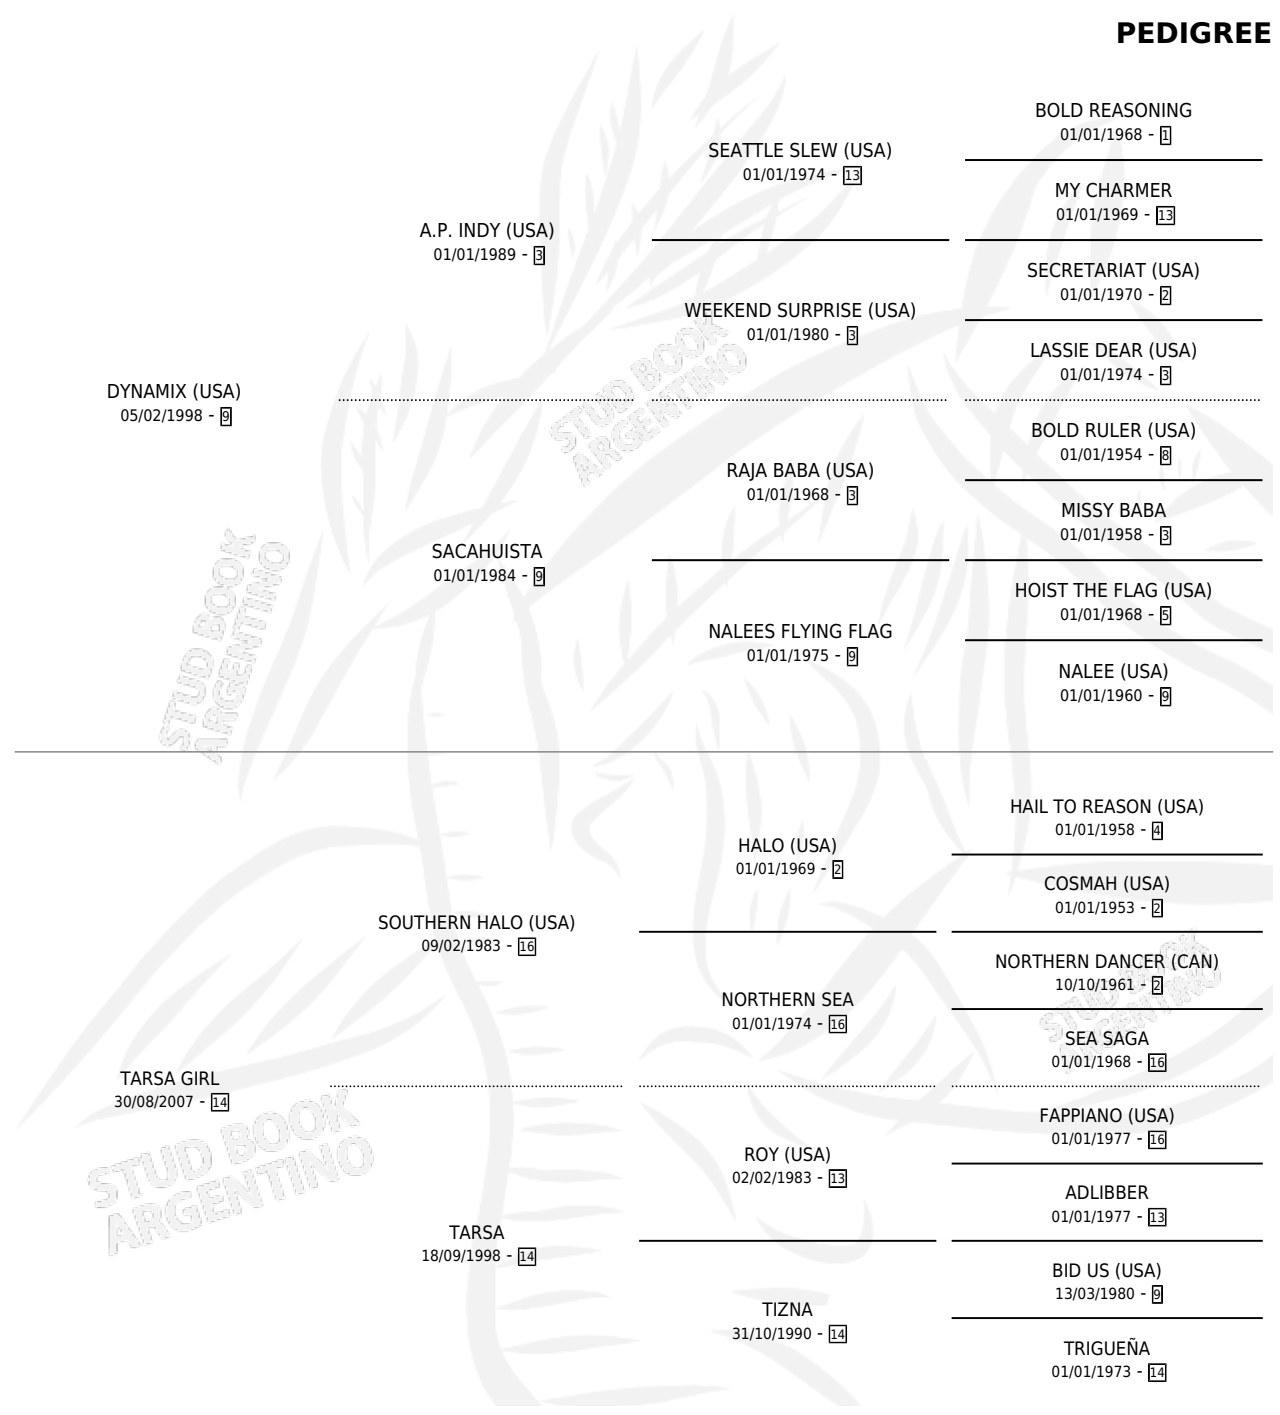 PEDIGREE
BOLD REASONING
01/01/1968 - 1
SEATTLE SLEW (USA)
01/01/1974 - 13
MY CHARMER
01/01/1969 - 13
A.P. INDY (USA)
01/01/1989 - 3
SECRETARIAT (USA)
01/01/1970 - 2
WEEKEND SURPRISE (USA)
01/01/1980 - 3
LASSIE DEAR (USA)
01/01/1974 - 3
DYNAMIX (USA)
05/02/1998 - 9
STUD BOOK
ARGENTINO
BOLD RULER (USA)
01/01/1954 - 8
RAJA BABA (USA)
01/01/1968 - 3
MISSY BABA
01/01/1958 - 3
SACAHUISTA
01/01/1984 - 9
HOIST THE FLAG (USA)
01/01/1968 - 5
NALEES FLYING FLAG
01/01/1975 - 9
NALEE (USA)
01/01/1960 - 9
STUD BOOK
ARGENTINO
HAIL TO REASON (USA)
01/01/1958 - 4
HALO (USA)
01/01/1969 - 2
COSMAH (USA)
01/01/1953 - 2
SOUTHERN HALO (USA)
09/02/1983 - 16
NORTHERN DANCER (CAN)
10/10/1961 - 2
NORTHERN SEA
01/01/1974 - 16
STUD BOOK
ARGENTINO
SEA SAGA
01/01/1968 - 16
TARSA GIRL
30/08/2007 - 14
STUD BOOK
ARGENTINO
FAPPIANO (USA)
01/01/1977 - 16
ROY (USA)
02/02/1983 - 13
ADLIBBER
01/01/1977 - 13
TARSA
18/09/1998 - 14
BID US (USA)
13/03/1980 - 9
TIZNA
31/10/1990 - 14
TRIGUEÑA
01/01/1973 - 14